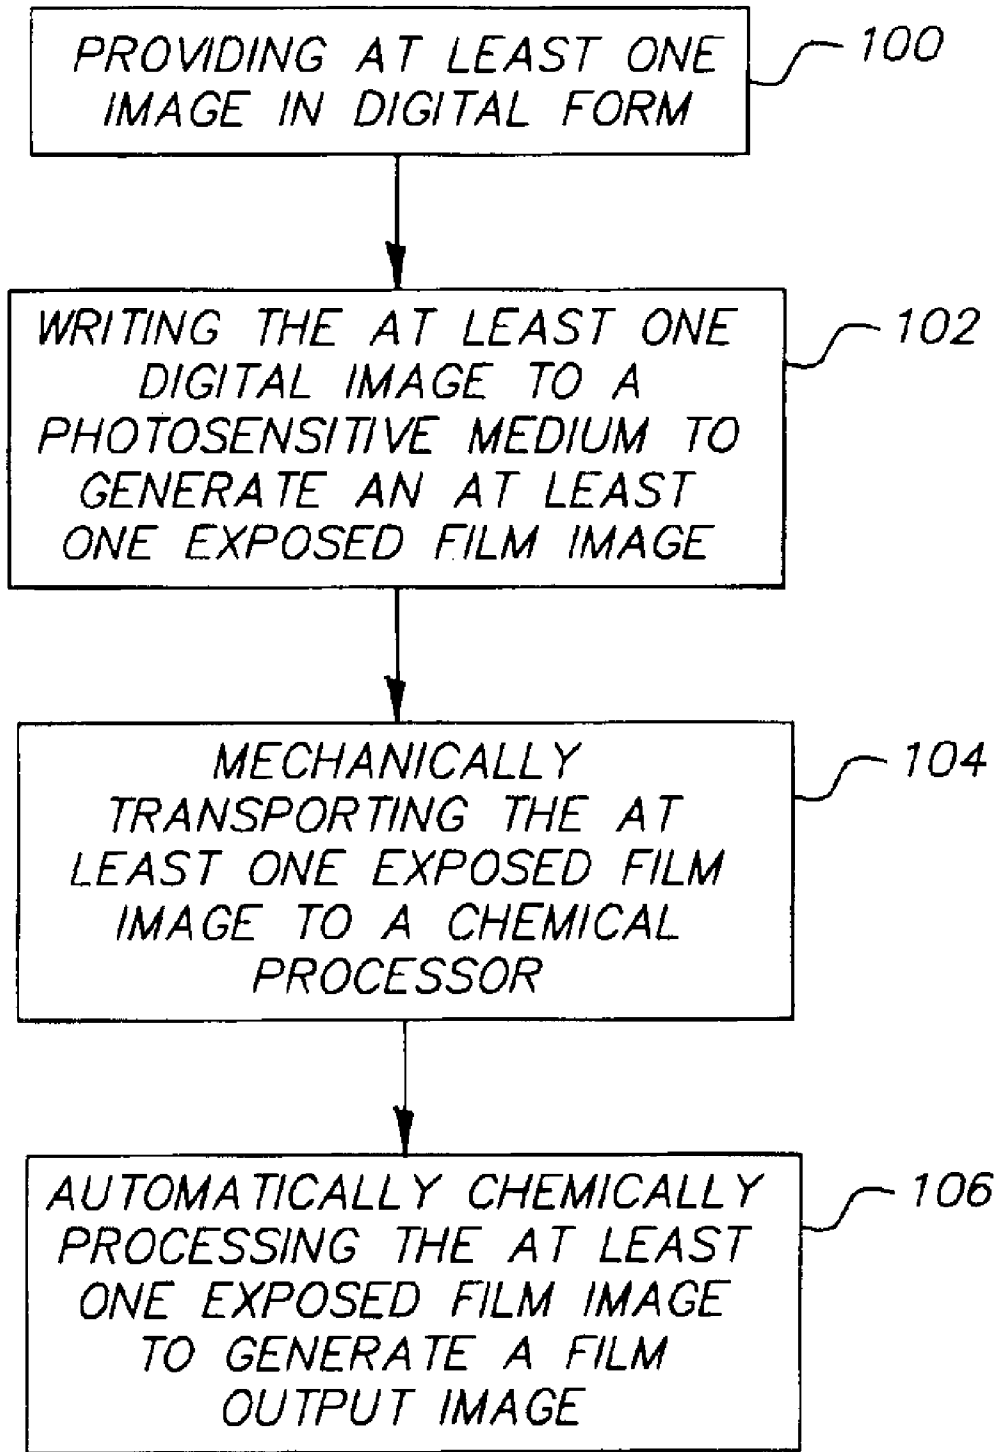 PROVIDING AT LEAST ONE
IMAGE IN DIGITAL FORM
100
WRITING THE AT LEAST ONE
DIGITAL IMAGE TO A
PHOTOSENSITIVE MEDIUM TO
GENERATE AN AT LEAST
ONE EXPOSED FILM IMAGE
102
MECHANICALLY
TRANSPORTING THE AT
LEAST ONE EXPOSED FILM
IMAGE TO A CHEMICAL
PROCESSOR
104
AUTOMATICALLY CHEMICALLY
PROCESSING THE AT LEAST
ONE EXPOSED FILM IMAGE
TO GENERATE A FILM
OUTPUT IMAGE
106